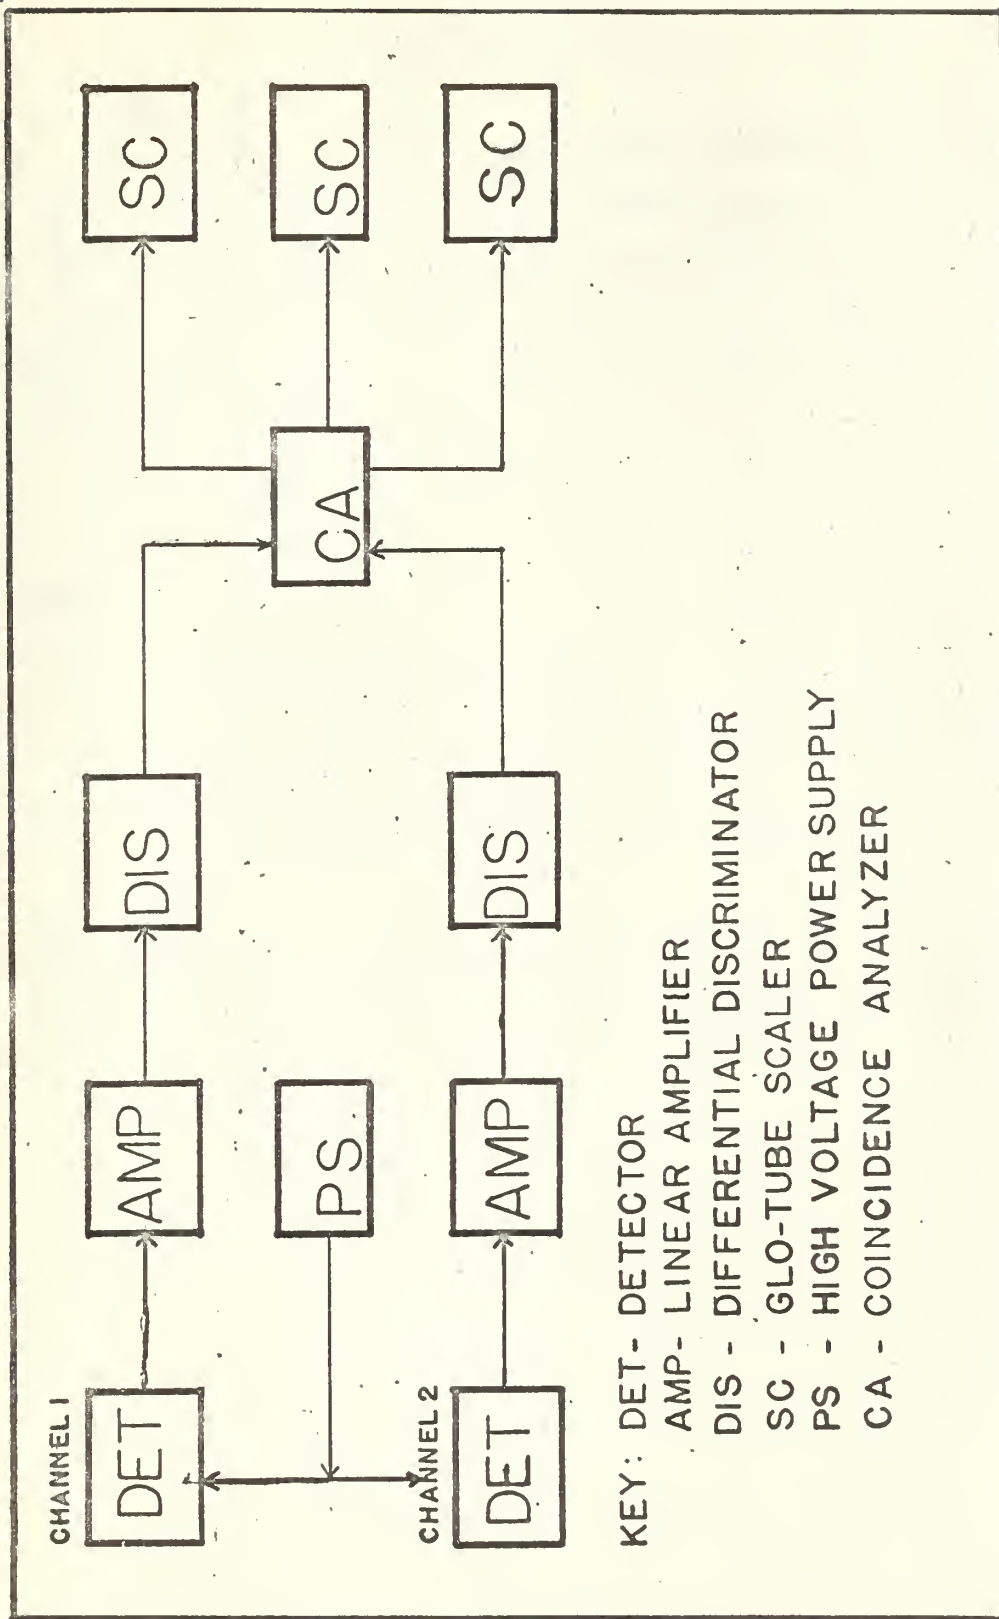 CHANNEL 1
DET
AMP
DIS
SC
PS
CA
SC
CHANNEL 2
DET
AMP
DIS
SC
KEY: DET- DETECTOR
AMP- LINEAR AMPLIFIER
DIS - DIFFERENTIAL DISCRIMINATOR
SC - GLO-TUBE SCALER
PS - HIGH VOLTAGE POWER SUPPLY
CA - COINCIDENCE ANALYZER